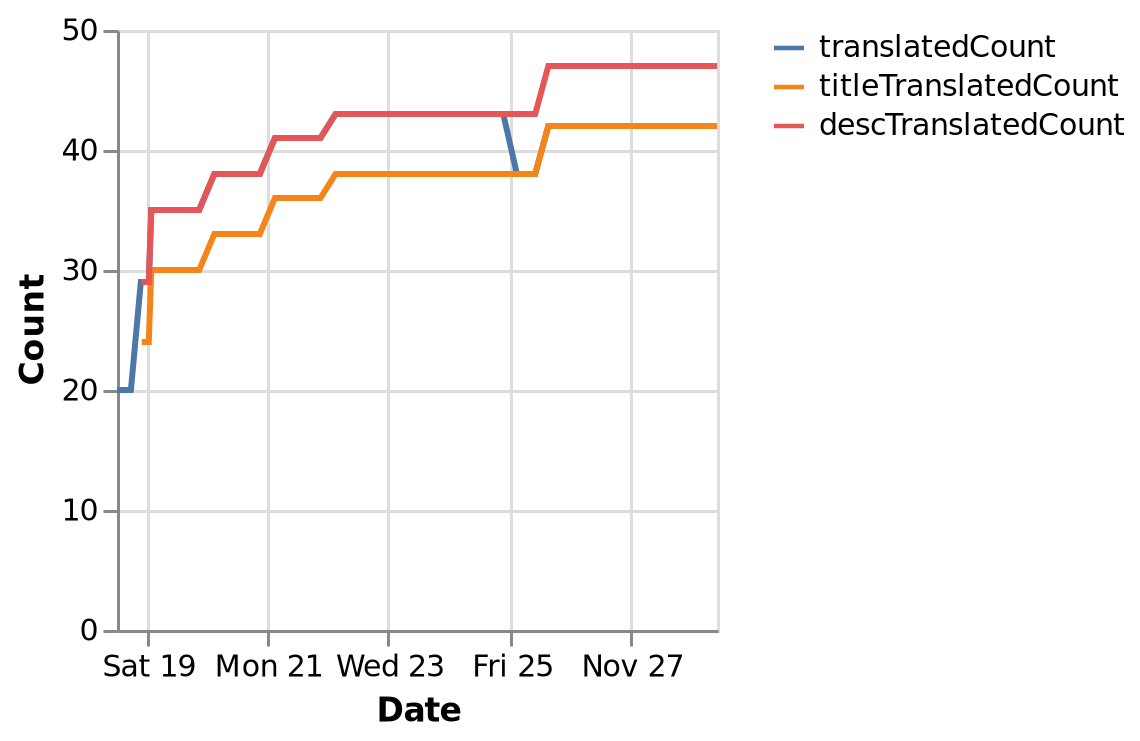 50
40
30
20
10
0
Count
Sat 19 Mon 21 Wed 23 Fri 25 Nov 27
Date
translatedCount
titleTranslatedCount
descTranslatedCount